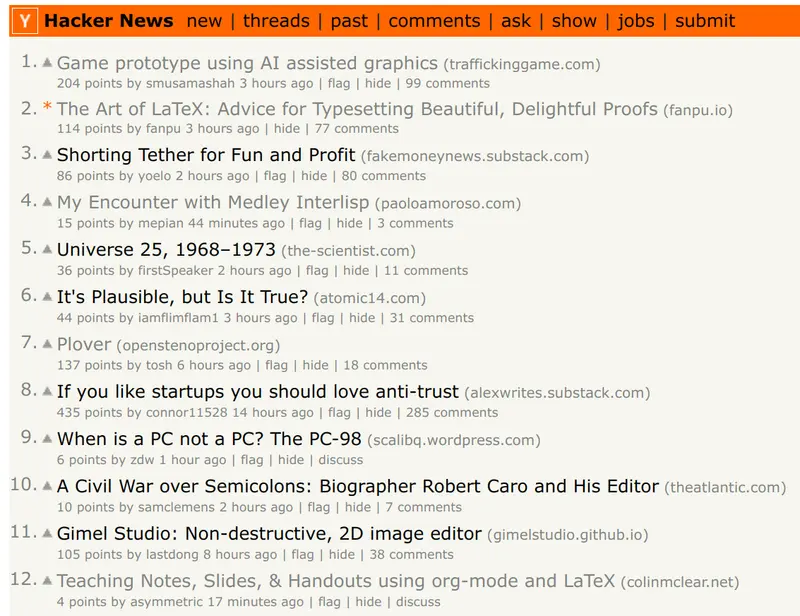 Y Hacker News new | threads | past | comments | ask | show | jobs | submit
1. Game prototype using AI assisted graphics (traffickinggame.com)
204 points by smusamashah 3 hours ago | flag | hide | 99 comments
2. * The Art of LaTeX: Advice for Typesetting Beautiful, Delightful Proofs (fanpu.io)
114 points by fanpu 3 hours ago | hide | 77 comments
3. Shorting Tether for Fun and Profit (fakemoneynews.substack.com)
86 points by yoelo 2 hours ago | flag | hide | 80 comments
4. My Encounter with Medley Interlisp (paoloamoroso.com)
15 points by mepian 44 minutes ago | flag | hide | 3 comments
5. Universe 25, 1968–1973 (the-scientist.com)
36 points by firstSpeaker 2 hours ago | flag | hide | 11 comments
6. It's Plausible, but Is It True? (atomic14.com)
44 points by iamflimflam1 3 hours ago | flag | hide | 31 comments
7. Plover (openstenoproject.org)
137 points by tosh 6 hours ago | flag | hide | 18 comments
8. If you like startups you should love anti-trust (alexwrites.substack.com)
435 points by connor11528 14 hours ago | flag | hide | 285 comments
9. When is a PC not a PC? The PC-98 (scalibq.wordpress.com)
6 points by zdw 1 hour ago | flag | hide | discuss
10. A Civil War over Semicolons: Biographer Robert Caro and His Editor (theatlantic.com)
10 points by samclemens 2 hours ago | flag | hide | 7 comments
11. Gimel Studio: Non-destructive, 2D image editor (gimelstudio.github.io)
105 points by lastdong 8 hours ago | flag | hide | 38 comments
12. Teaching Notes, Slides, & Handouts using org-mode and LaTeX (colinmclear.net)
4 points by asymmetric 17 minutes ago | flag | hide | discuss